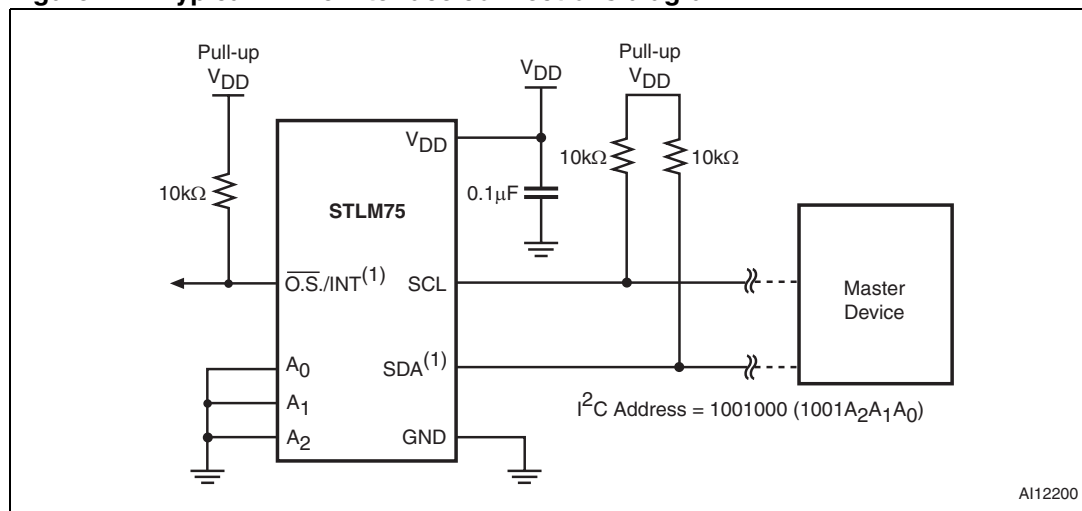 Pull-up
VDD
10kΩ
VDD
Pull-up
VDD
10kΩ
10kΩ
0.1μF
VDD
STLM75
O.S./INT(1)
SCL
A0
SDA(1)
A1
A2
GND
Master
Device
I2C Address = 1001000 (1001A2A1A0)
AI12200